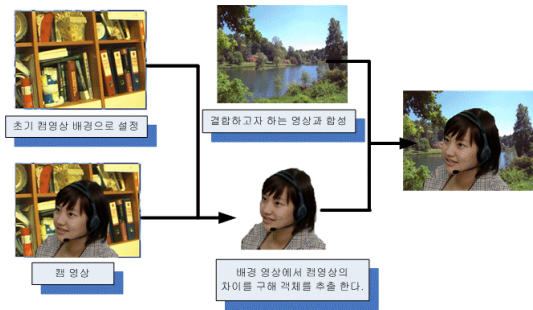 초기 캠영상 배경으로 설정
결합하고자 하는 영상과 합성
캠 영상
배경 영상에서 캠영상의
차이를 구해 객체를 추출 한다.